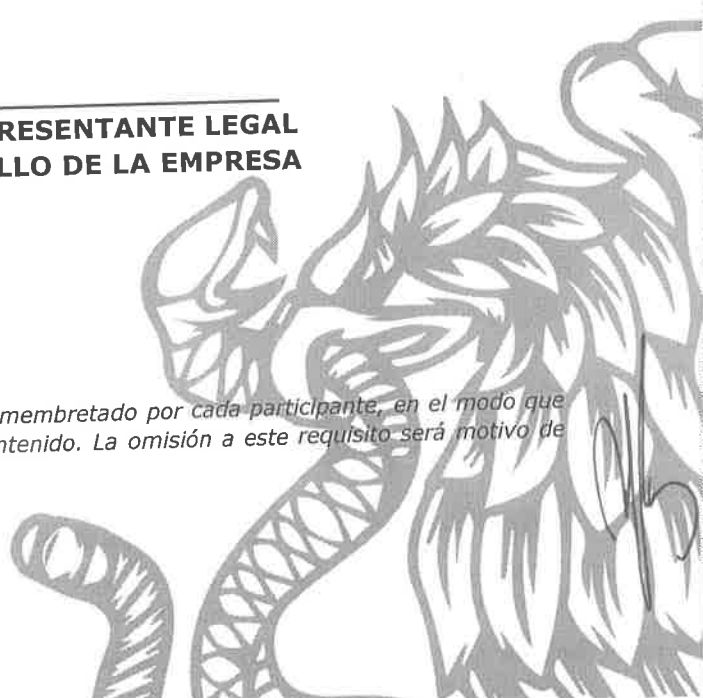 RESENTANTE LEGAL
LLO DE LA EMPRESA
membretado por cada participante, en el modo que
ntenido. La omisión a este requisito será motivo de